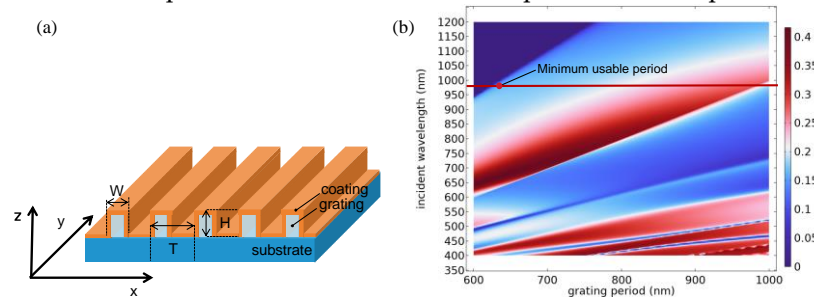 (a)
W
coating
grating
H
T
substrate
z
y
x
(b)
Minimum usable period
incident wavelength (nm)
1200
1150
1100
1050
1000
950
900
850
800
750
700
650
600
550
500
450
400
350
600
700
800
900
1000
grating period (nm)
0.4
0.35
0.3
0.25
0.2
0.15
0.1
0.05
0